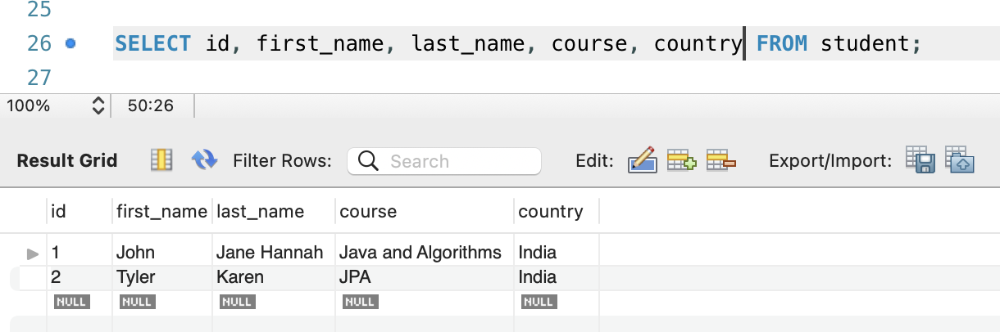 25
26 SELECT id, first_name, last_name, course, country FROM student;
27
100% 50:26
Result Grid Filter Rows: Search Edit: Export/Import:
id first_name last_name course country
1 John Jane Hannah Java and Algorithms India
2 Tyler Karen JPA India
NULL NULL NULL NULL NULL